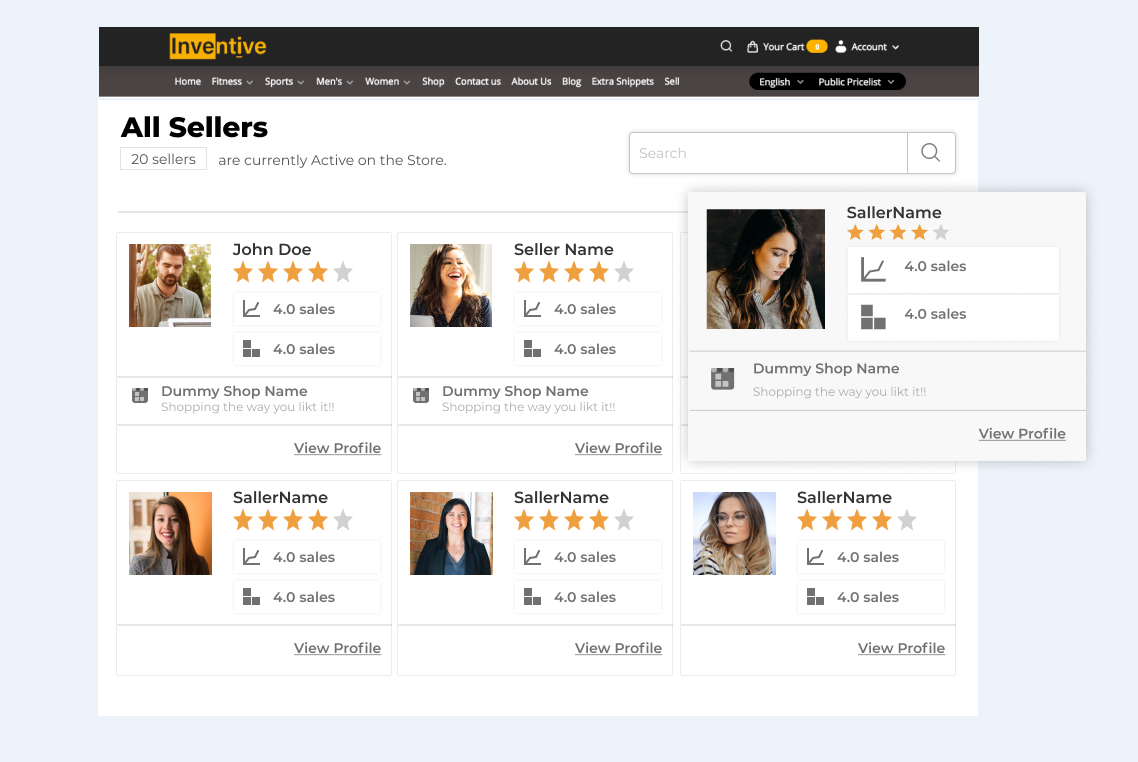 Inventive
Your Cart 0 Account
Home Fitness Sports Men's Women Shop Contact us About Us Blog Extra Snippets Sell English Public Pricelist
All Sellers
20 sellers are currently Active on the Store.
Search
John Doe
4.0 sales
4.0 sales
Dummy Shop Name
Shopping the way you likt it!!
View Profile
Seller Name
4.0 sales
4.0 sales
Dummy Shop Name
Shopping the way you likt it!!
View Profile
SallerName
4.0 sales
4.0 sales
Dummy Shop Name
Shopping the way you likt it!!
View Profile
SallerName
4.0 sales
4.0 sales
View Profile
SallerName
4.0 sales
4.0 sales
View Profile
SallerName
4.0 sales
4.0 sales
View Profile